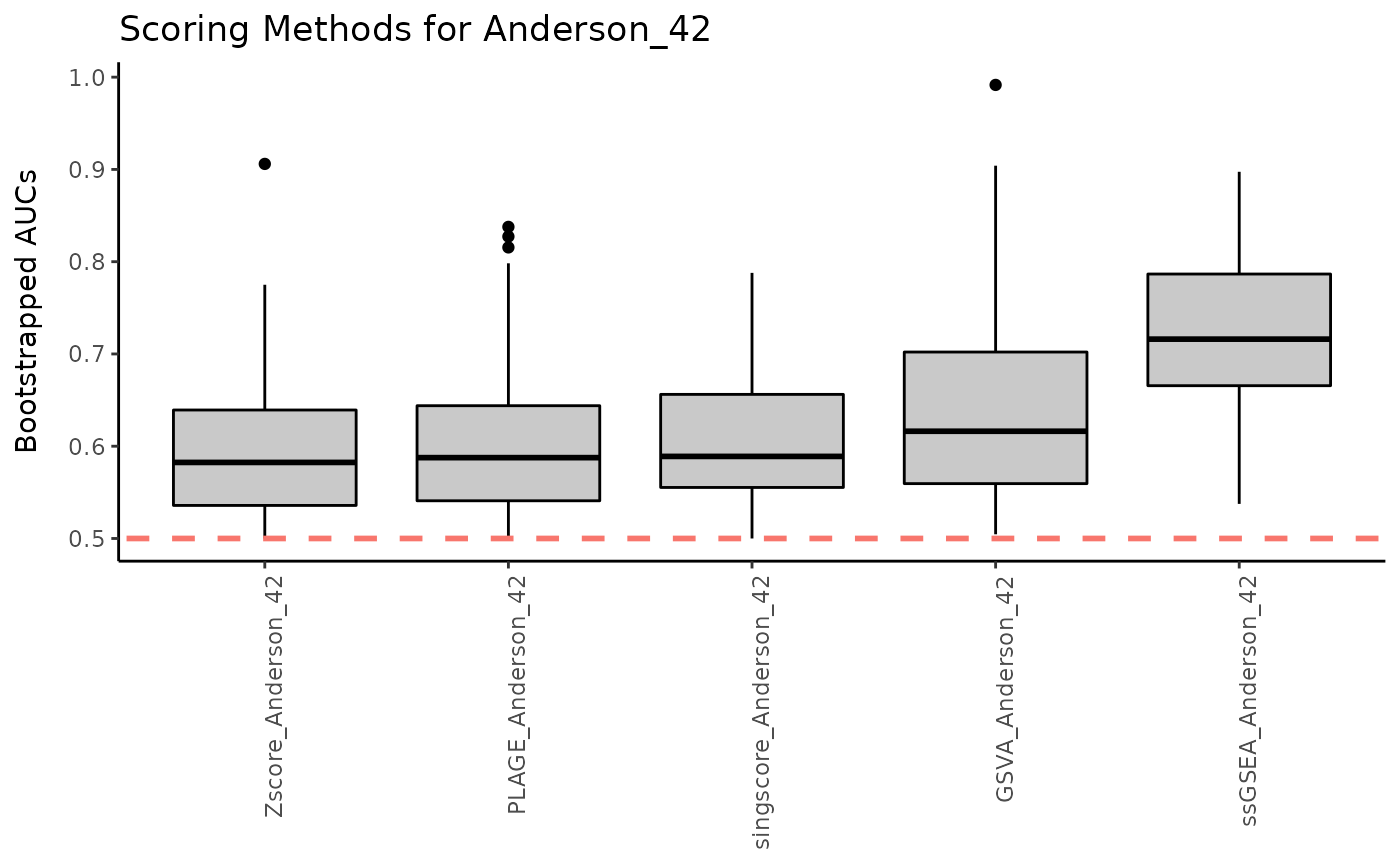 Scoring Methods for Anderson_42
Bootstrapped AUCs
1.0
0.9
0.8
0.7
0.6
0.5
Zscore_Anderson_42
PLAGE_Anderson_42
singscore_Anderson_42
GSVA_Anderson_42
ssGSEA_Anderson_42